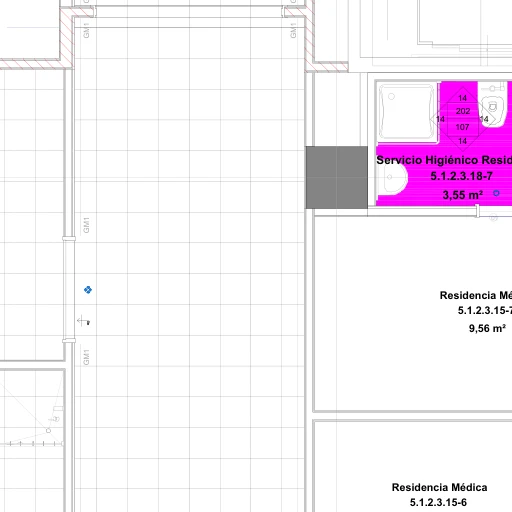 GM1
GM1
14
202
14
14
107
14
Servicio Higiénico Resid
5.1.2.3.18-7
3,55 m²
GM1
Residencia Mé
5.1.2.3.15-7
9,56 m²
GM1
Residencia Médica
5.1.2.3.15-6